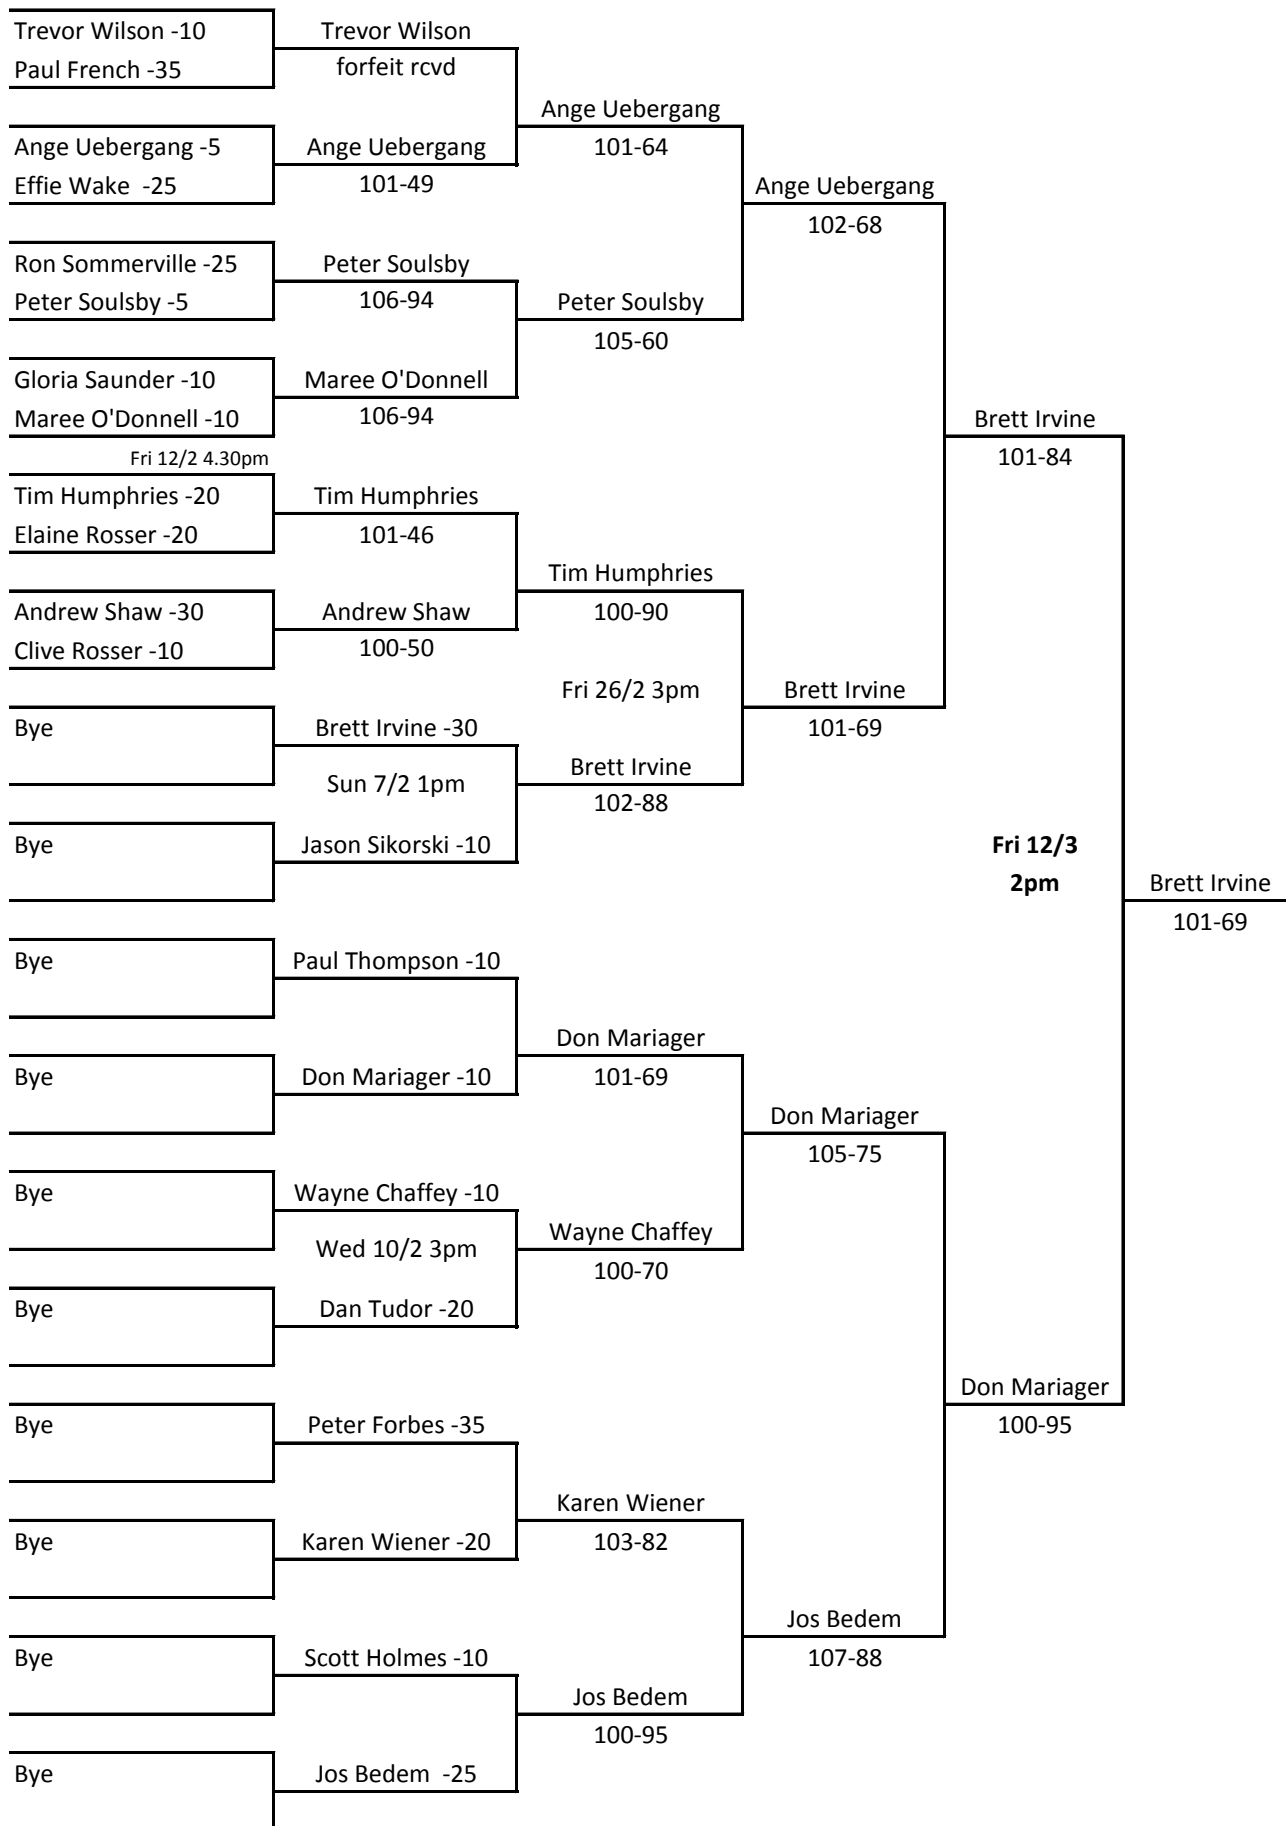 Trevor Wilson -10
Paul French -35
Ange Uebergang -5
Effie Wake -25
Ron Sommerville -25
Peter Soulsby -5
Gloria Saunder -10
Maree O'Donnell -10
Fri 12/2 4.30pm
Tim Humphries -20
Elaine Rosser -20
Andrew Shaw -30
Clive Rosser -10
Bye
Bye
Bye
Bye
Bye
Bye
Bye
Bye
Bye
Bye
Trevor Wilson
forfeit rcvd
Ange Uebergang
101-49
Peter Soulsby
106-94
Maree O'Donnell
106-94
Tim Humphries
101-46
Andrew Shaw
100-50
Brett Irvine -30
Sun 7/2 1pm
Jason Sikorski -10
Paul Thompson -10
Don Mariager -10
Wayne Chaffey -10
Wed 10/2 3pm
Dan Tudor -20
Peter Forbes -35
Karen Wiener -20
Scott Holmes -10
Jos Bedem -25
Ange Uebergang
101-64
Peter Soulsby
105-60
Tim Humphries
100-90
Fri 26/2 3pm
Brett Irvine
102-88
Don Mariager
101-69
Wayne Chaffey
100-70
Karen Wiener
103-82
Jos Bedem
100-95
Ange Uebergang
102-68
Brett Irvine
101-69
Don Mariager
105-75
Jos Bedem
107-88
Brett Irvine
101-84
Fri 12/3
2pm
Don Mariager
100-95
Brett Irvine
101-69